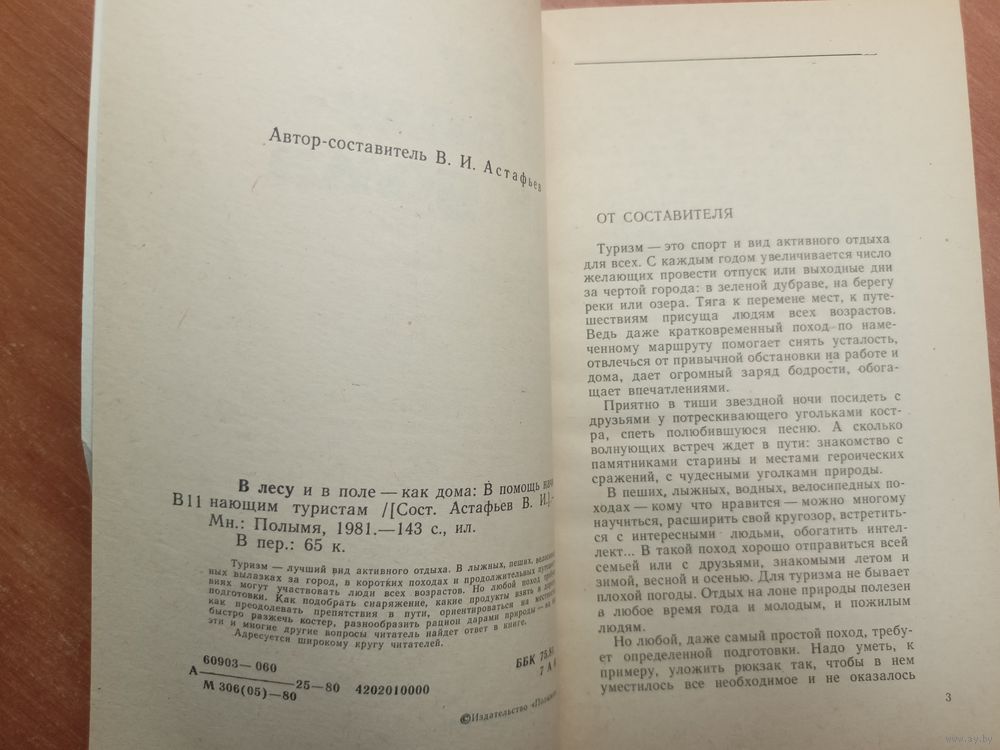 Автор-составитель В. И. Астафьев
В лесу и в поле — как дома: В помощь
В11 нающим туристам /[Сост. Астафьев В. И.].—
Мн.: Полымя, 1981.—143 с., ил.
В пер.: 65 к.
Туризм — лучший вид активного отдыха. В лыжных, пеших,
ных вылазках за город, в коротких походах и продолжительных
виях могут участвовать люди всех возрастов. Но любой поход
подготовки. Как подобрать снаряжение, какие продукты взять в
как преодолевать препятствия в пути, ориентироваться на
быстро разжечь костер, разнообразить рацион дарами природы — на
эти и многие другие вопросы читатель найдет ответ в книге.
Адресуется широкому кругу читателей.
60903—060
А 25—80 4202010000
М 306(05)—80
ББК 75.8
7 А
©Издательство
ОТ СОСТАВИТЕЛЯ
Туризм — это спорт и вид активного отдыха
для всех. С каждым годом увеличивается число
желающих провести отпуск или выходные дни
за чертой города: в зеленой дубраве, на берегу
реки или озера. Тяга к перемене мест, к путе-
шествиям присуща людям всех возрастов.
Ведь даже кратковременный поход по наме-
ченному маршруту помогает снять усталость,
отвлечься от привычной обстановки на работе и
дома, дает огромный заряд бодрости, обога-
щает впечатлениями.
Приятно в тиши звездной ночи посидеть с
друзьями у потрескивающего угольками кост-
ра, спеть полюбившуюся песню. А сколько
волнующих встреч ждет в пути: знакомство с
памятниками старины и местами героических
сражений, с чудесными уголками природы.
В пеших, лыжных, водных, велосипедных по-
ходах — кому что нравится — можно многому
научиться, расширить свой кругозор, встретить-
ся с интересными людьми, обогатить интел-
лект... В такой поход хорошо отправиться всей
семьей или с друзьями, знакомыми летом и
зимой, весной и осенью. Для туризма не бывает
плохой погоды. Отдых на лоне природы полезен
в любое время года и молодым, и пожилым
людям.
Но любой, даже самый простой поход, требу-
ет определенной подготовки. Надо уметь, к
примеру, уложить рюкзак так, чтобы в нем
уместилось все необходимое и не оказалось
3
www.ay.by